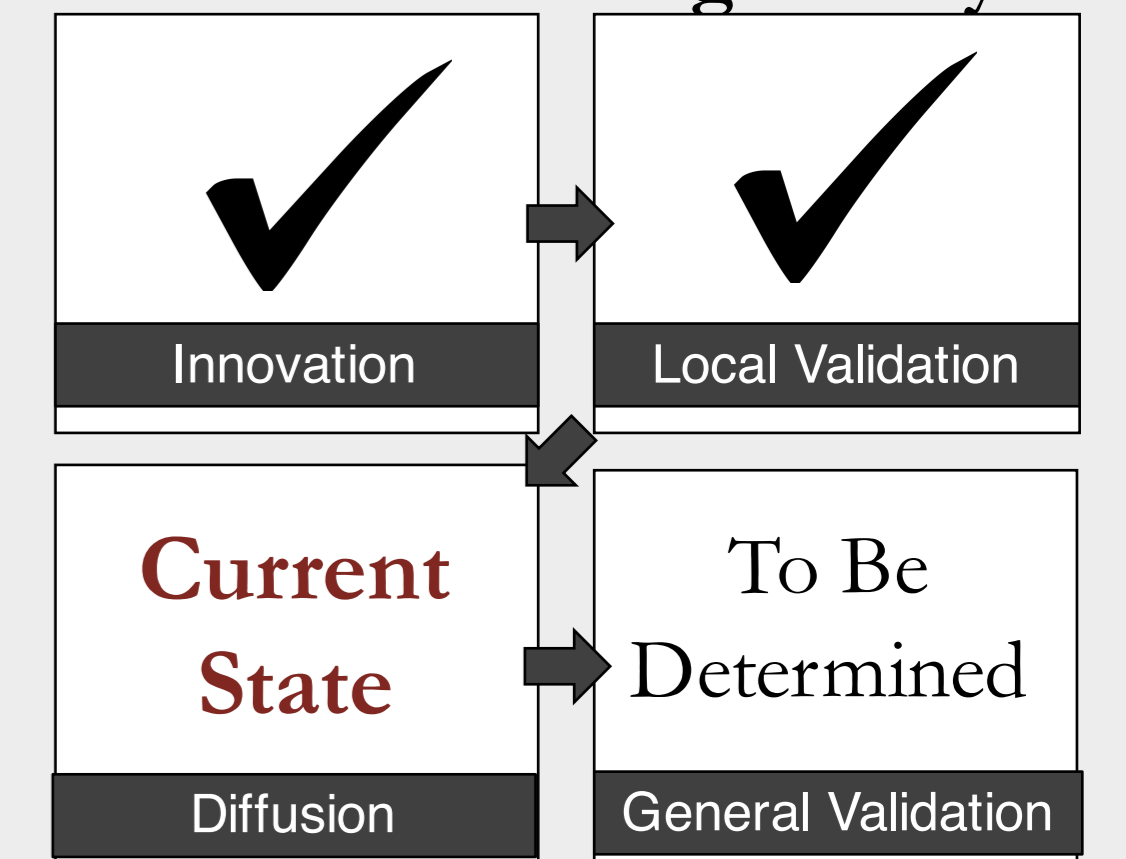 Innovation
Local Validation
Current
State
To Be
Determined
Diffusion
General Validation